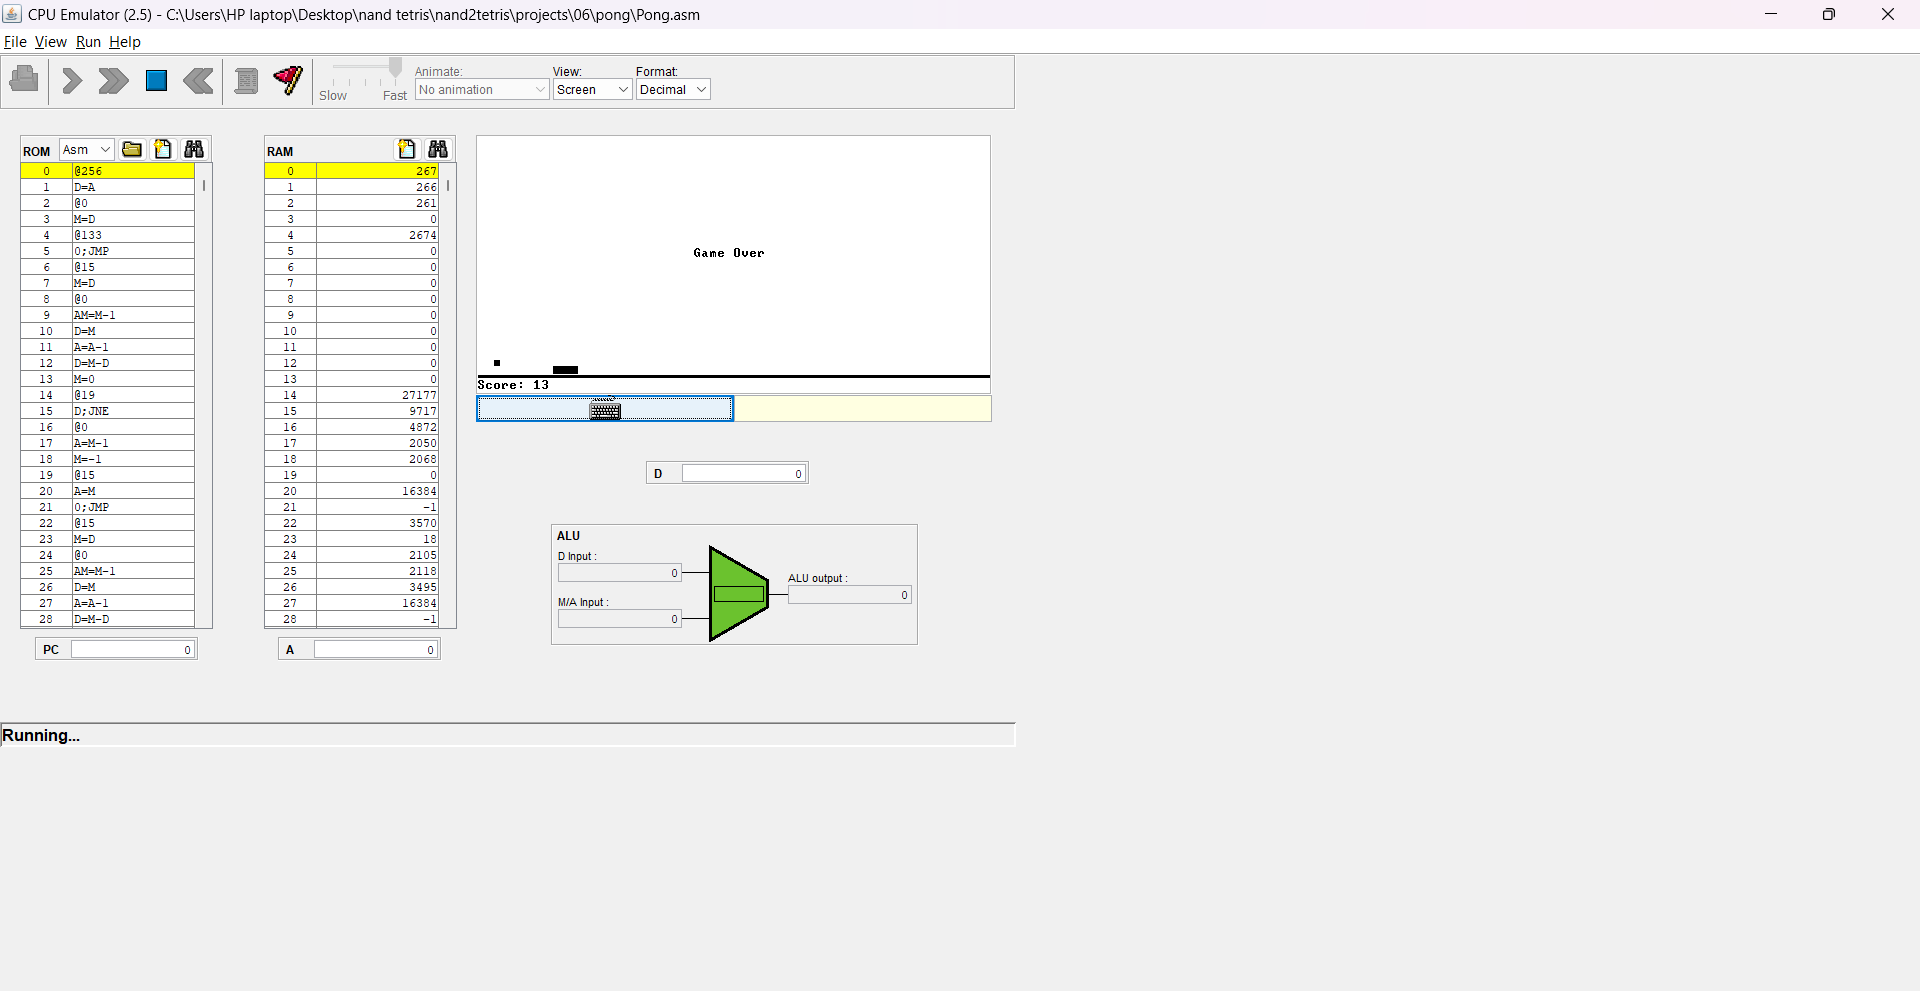 CPU Emulator (2.5) - C:\Users\HP laptop\Desktop\nand tetris\nand2tetris\projects\06\pong\Pong.asm
File View Run Help
Slow Fast
Animate:
No animation
View:
Screen
Format:
Decimal
ROM Asm
0 @256
1 D=A
2 @0
3 M=D
4 @133
5 0;JMP
6 @15
7 M=D
8 @0
9 AM=M-1
10 D=M
11 A=A-1
12 D=M-D
13 M=0
14 @19
15 D;JNE
16 @0
17 A=M-1
18 M=-1
19 @15
20 A=M
21 0;JMP
22 @15
23 M=D
24 @0
25 AM=M-1
26 D=M
27 A=A-1
28 D=M-D
PC 0
RAM
0 267
1 266
2 261
3 0
4 2674
5 0
6 0
7 0
8 0
9 0
10 0
11 0
12 0
13 0
14 27177
15 9717
16 4872
17 2050
18 2068
19 0
20 16384
21 -1
22 3570
23 18
24 2105
25 2118
26 3495
27 16384
28 -1
A 0
Game Over
Score: 13
D 0
ALU
D Input :
0
M/A Input :
0
ALU output :
0
Running...